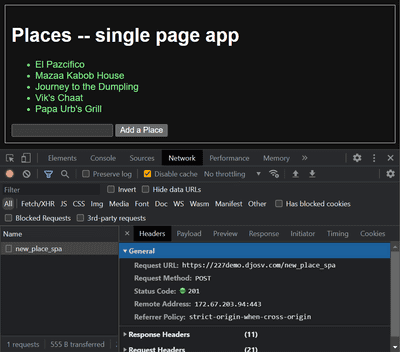 Places -- single page app
El Pazcifico
Mazaa Kabob House
Journey to the Dumpling
Vik's Chaat
Papa Urb's Grill
Add a Place
Elements Console Sources Network Performance Memory »
Preserve log Disable cache No throttling
Filter Invert Hide data URLs
All Fetch/XHR JS CSS Img Media Font Doc WS Wasm Manifest Other Has blocked cookies
Blocked Requests 3rd-party requests
Name × Headers Payload Preview Response Initiator Timing Cookies
new_place_spa
General
Request URL: https://227demo.djosv.com/new_place_spa
Request Method: POST
Status Code: 201
Remote Address: 172.67.203.94:443
Referrer Policy: strict-origin-when-cross-origin
Response Headers (11)
Request Headers (21)
1 requests 555 B transferred